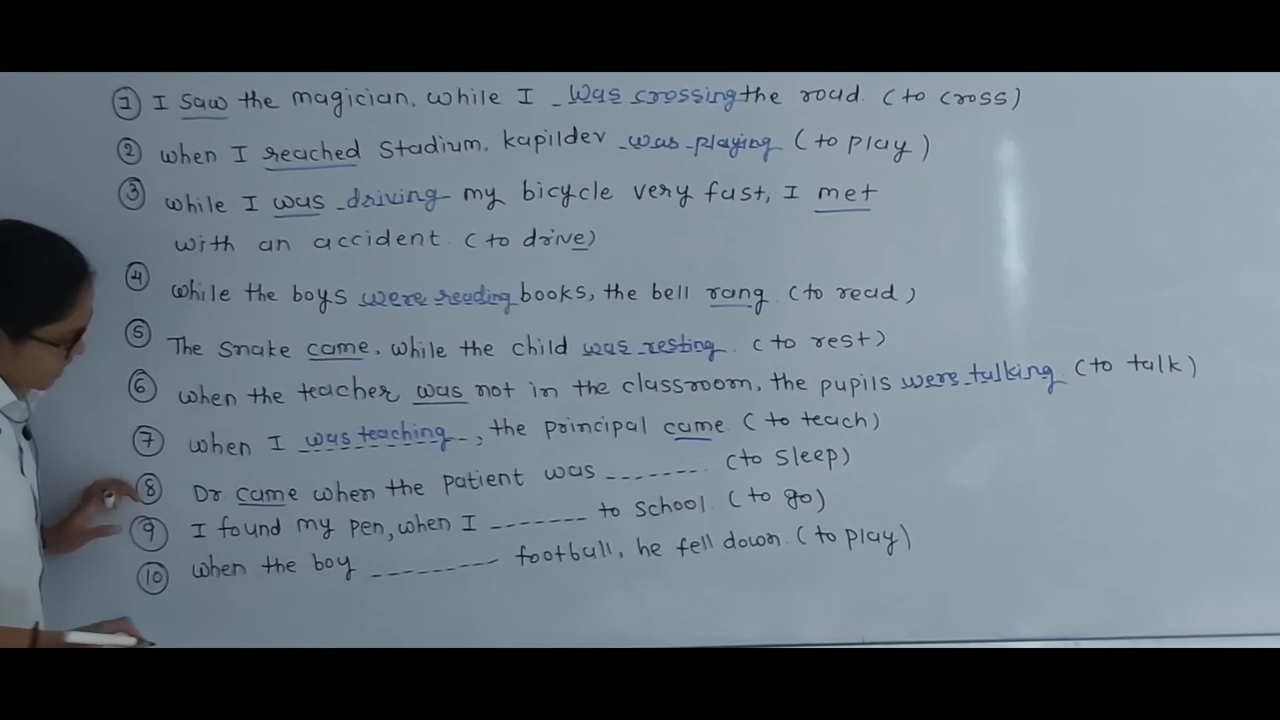 ① I saw the magician. while I was crossing the road. (to cross)
② when I reached Stadium. kapildev was playing (to play)
③ while I was driving my bicycle very fast, I met
with an accident. (to drive)
④ while the boys were reading books, the bell rang. (to read)
⑤ The snake came. while the child was resting. (to rest)
⑥ when the teacher was not in the classroom. the pupils were talking (to talk)
⑦ when I was teaching, the principal came. (to teach)
⑧ Dr came when the patient was _______. (to sleep)
⑨ I found my pen, when I _______ to school. (to go)
⑩ when the boy ________ football, he fell down. (to play)